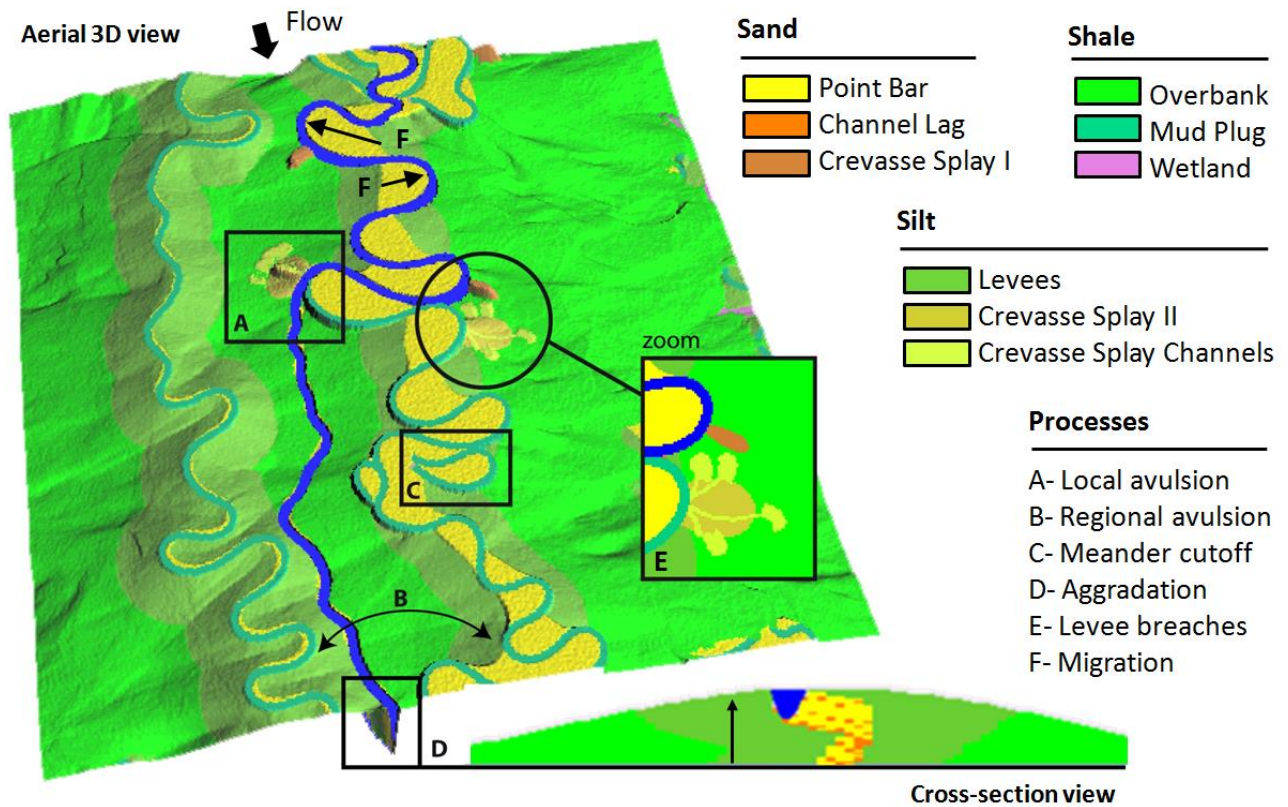 Aerial 3D view
Flow
F
F
A
B
C
D
zoom
E
Cross-section view
Sand
Point Bar
Channel Lag
Crevasse Splay I
Shale
Overbank
Mud Plug
Wetland
Silt
Levees
Crevasse Splay II
Crevasse Splay Channels
Processes
A- Local avulsion
B- Regional avulsion
C- Meander cutoff
D- Aggradation
E- Levee breaches
F- Migration